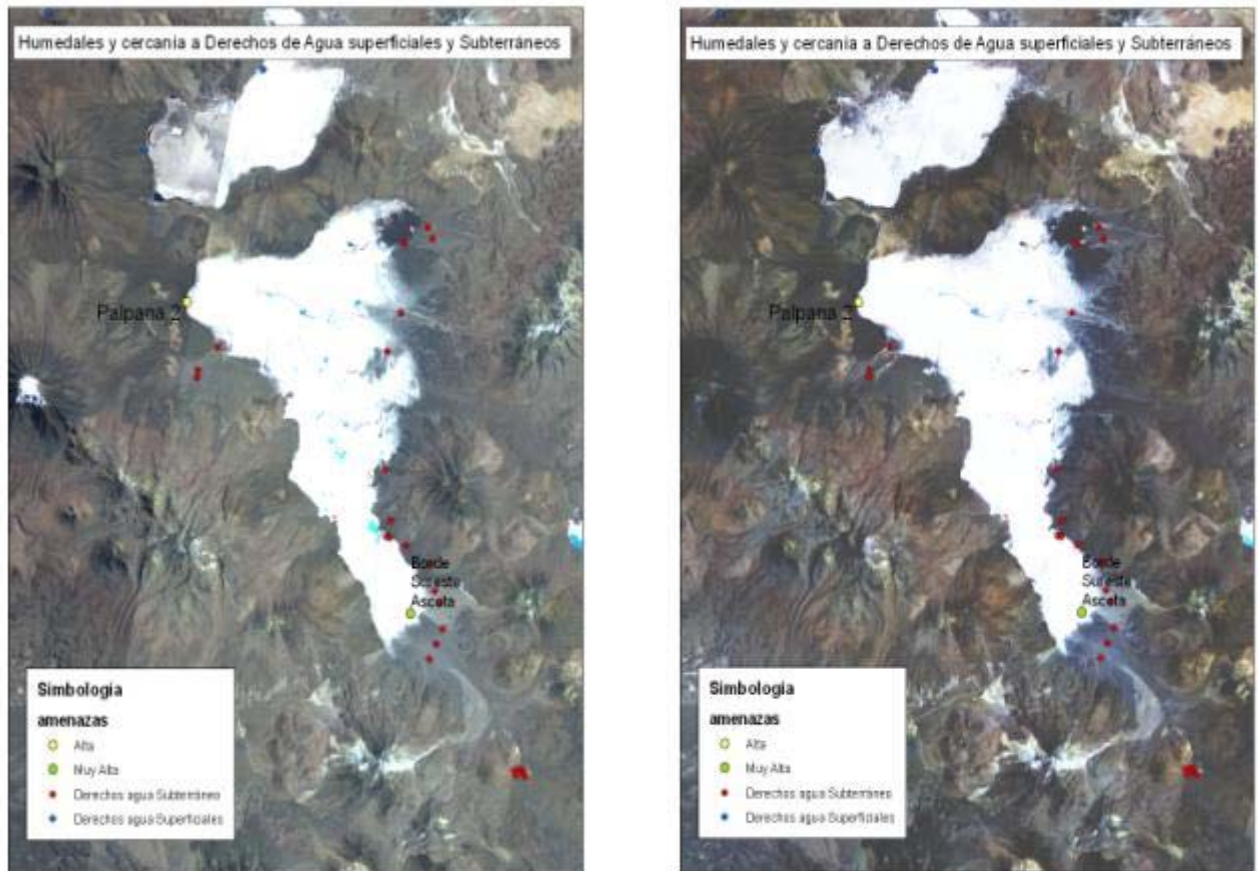 Humedales y cercanía a Derechos de Agua superficiales y Subterráneos
Palpana 2
Borde
Sureste
Ascota
Simbología
amenazas
Alta
Muy Alta
Derechos agua Subterráneo
Derechos agua Superficiales
Humedales y cercanía a Derechos de Agua superficiales y Subterráneos
Palpana 2
Borde
Sureste
Ascota
Simbología
amenazas
Alta
Muy Alta
Derechos agua Subterráneo
Derechos agua Superficiales